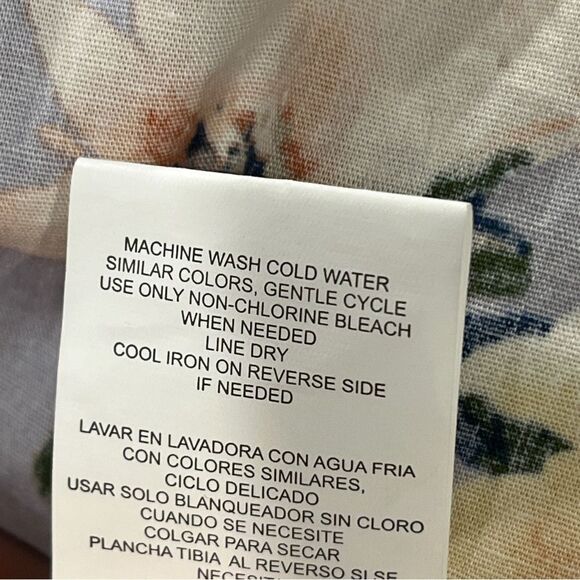 MACHINE WASH COLD WATER
SIMILAR COLORS, GENTLE CYCLE
USE ONLY NON-CHLORINE BLEACH
WHEN NEEDED
LINE DRY
COOL IRON ON REVERSE SIDE
IF NEEDED
LAVAR EN LAVADORA CON AGUA FRIA
CON COLORES SIMILARES,
CICLO DELICADO
USAR SOLO BLANQUEADOR SIN CLORO
CUANDO SE NECESITE
COLGAR PARA SECAR
PLANCHA TIBIA AL REVERSO SI SE